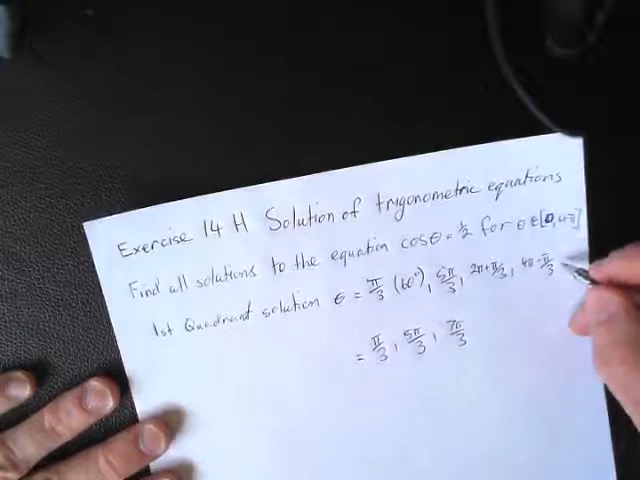 Exercise 14 H Solution of trigonometric equations
Find all solutions to the equation cosθ = 1/2 for θ ∈ [0, 4π]
1st Quadrant solution θ = π/3 (60°), 5π/3, 2π + π/3, 4π - π/3
= π/3, 5π/3, 7π/3